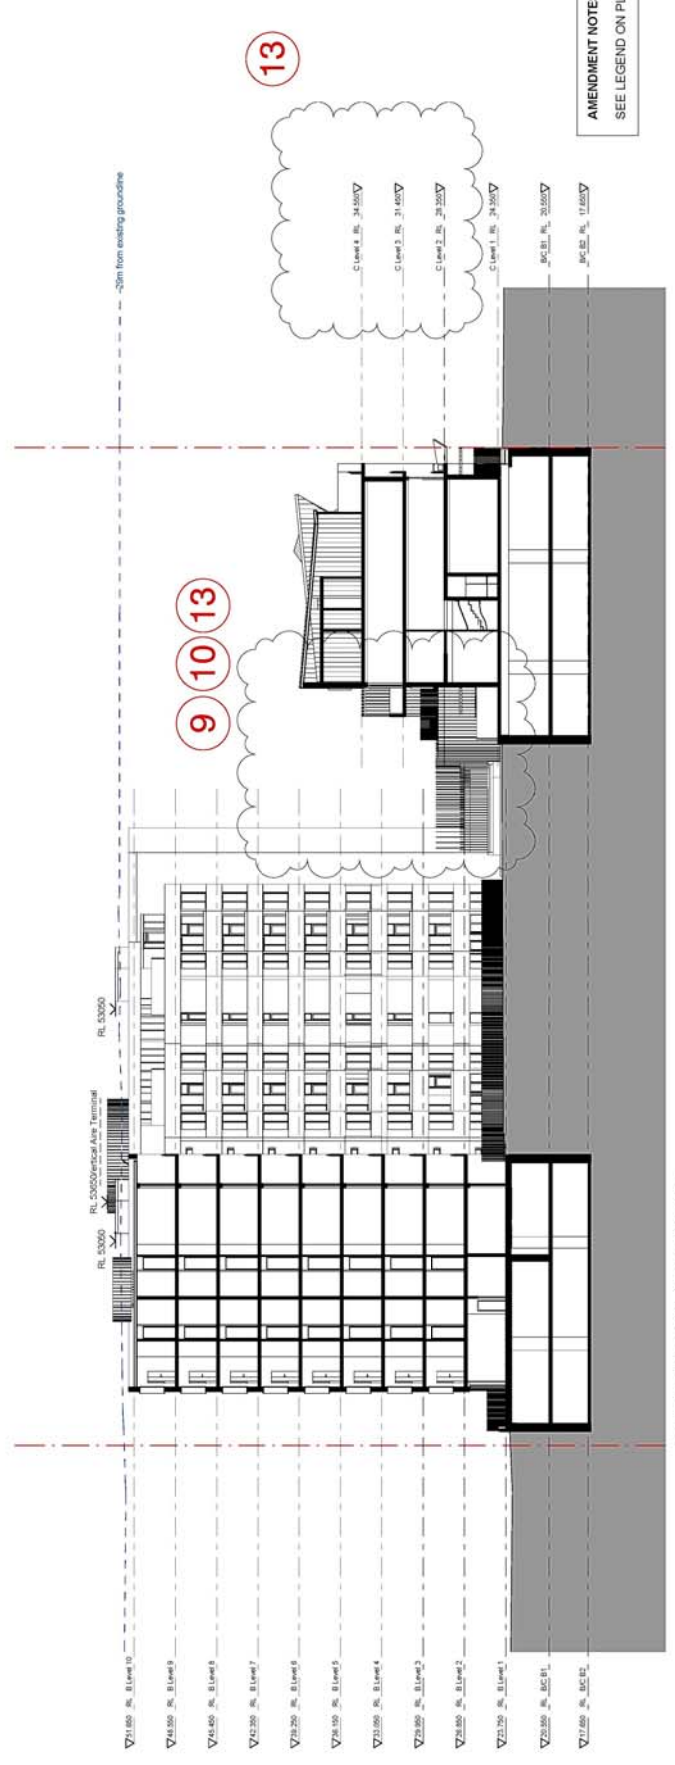 13
AMENDMENT NOTE
SEE LEGEND ON PL
~29m from existing groundline
C Level 4 RL 34.550
C Level 3 RL 31.450
C Level 2 RL 28.350
C Level 1 RL 24.350
B/C B1 RL 20.550
B/C B2 RL 17.650
9 10 13
RL 53050
RL 53650Vertical Aire Terminal
RL 53050
51.650 RL B Level 10
48.550 RL B Level 9
45.450 RL B Level 8
42.350 RL B Level 7
39.250 RL B Level 6
36.150 RL B Level 5
33.050 RL B Level 4
29.950 RL B Level 3
26.850 RL B Level 2
23.750 RL B Level 1
20.550 RL B/C B1
17.650 RL B/C B2